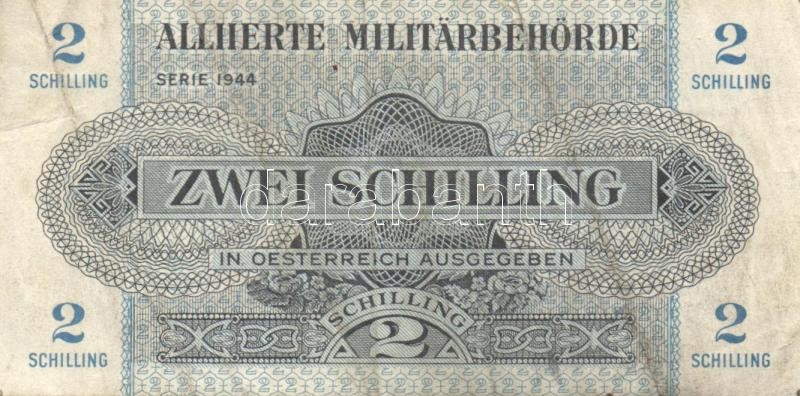 2 ALLIIERTE MILITÄRBEHÖRDE 2
SCHILLING SERIE 1944 SCHILLING
ZWEI SCHILLING
darabanth
IN OESTERREICH AUSGEGEBEN
SCHILLING
2 2 2
SCHILLING SCHILLING